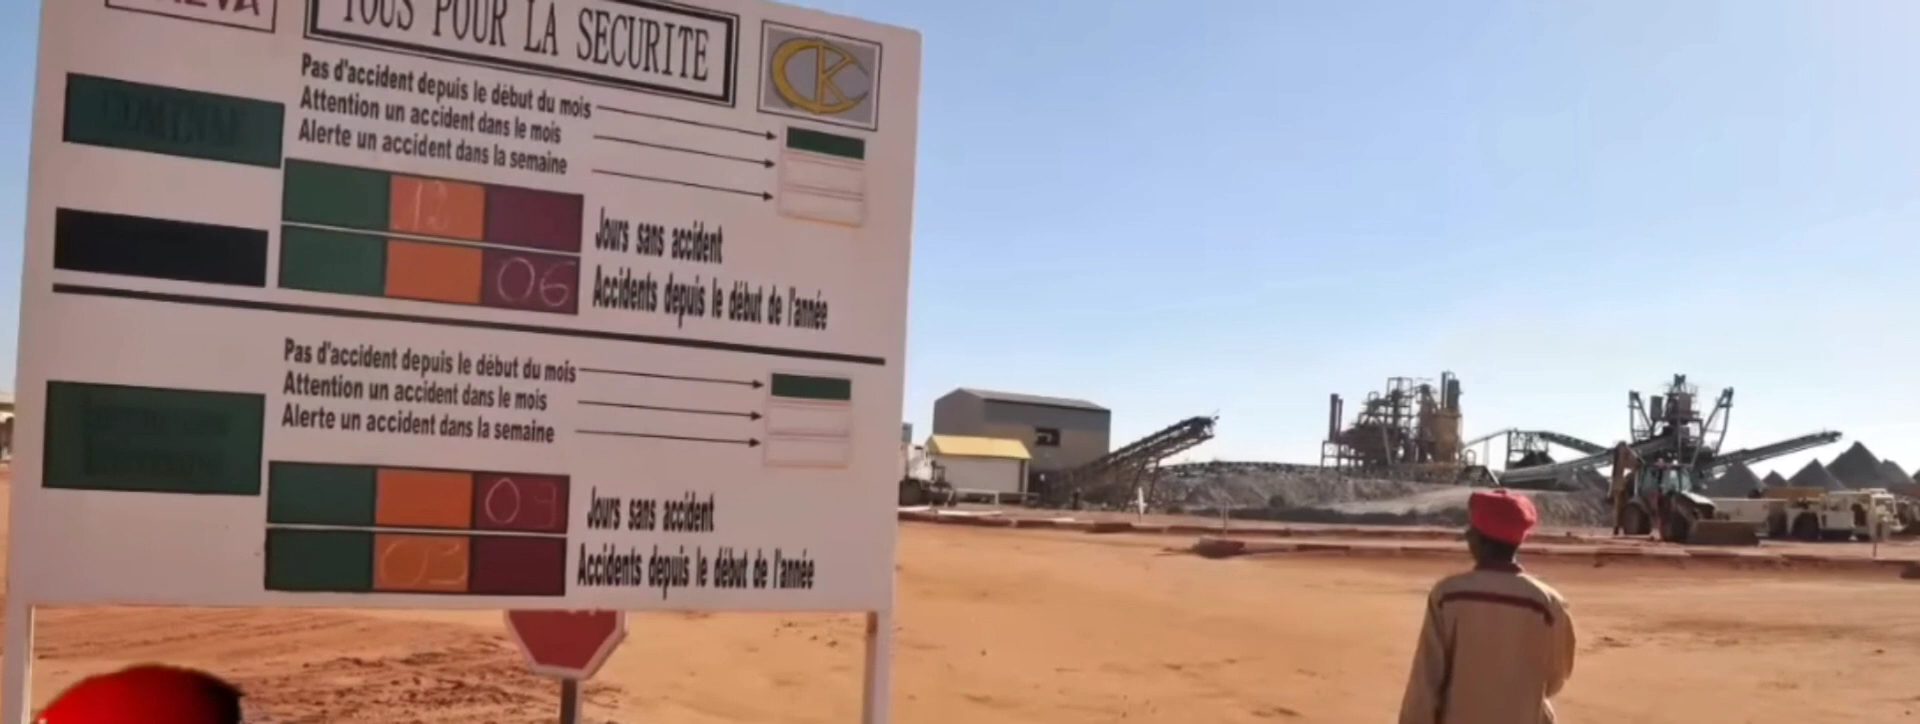 TOUS POUR LA SECURITE
CK
Pas d'accident depuis le début du mois
Attention un accident dans le mois
Alerte un accident dans la semaine
12
Jours sans accident
06
Accidents depuis le début de l'année
Pas d'accident depuis le début du mois
Attention un accident dans le mois
Alerte un accident dans la semaine
Jours sans accident
03
Accidents depuis le début de l'année